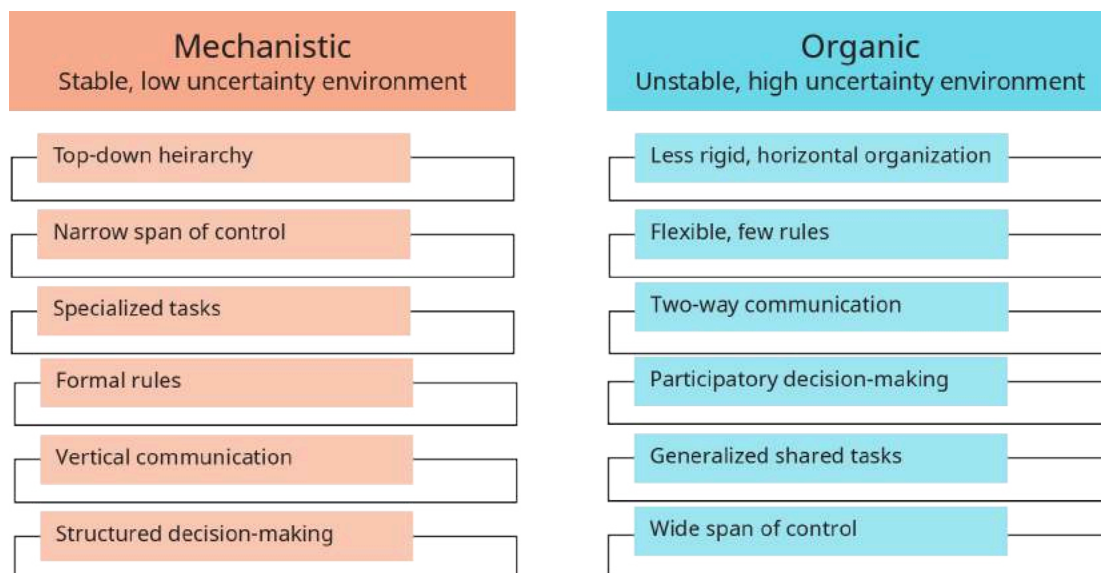 Mechanistic
Stable, low uncertainty environment
Top-down heirarchy
Narrow span of control
Specialized tasks
Formal rules
Vertical communication
Structured decision-making
Organic
Unstable, high uncertainty environment
Less rigid, horizontal organization
Flexible, few rules
Two-way communication
Participatory decision-making
Generalized shared tasks
Wide span of control